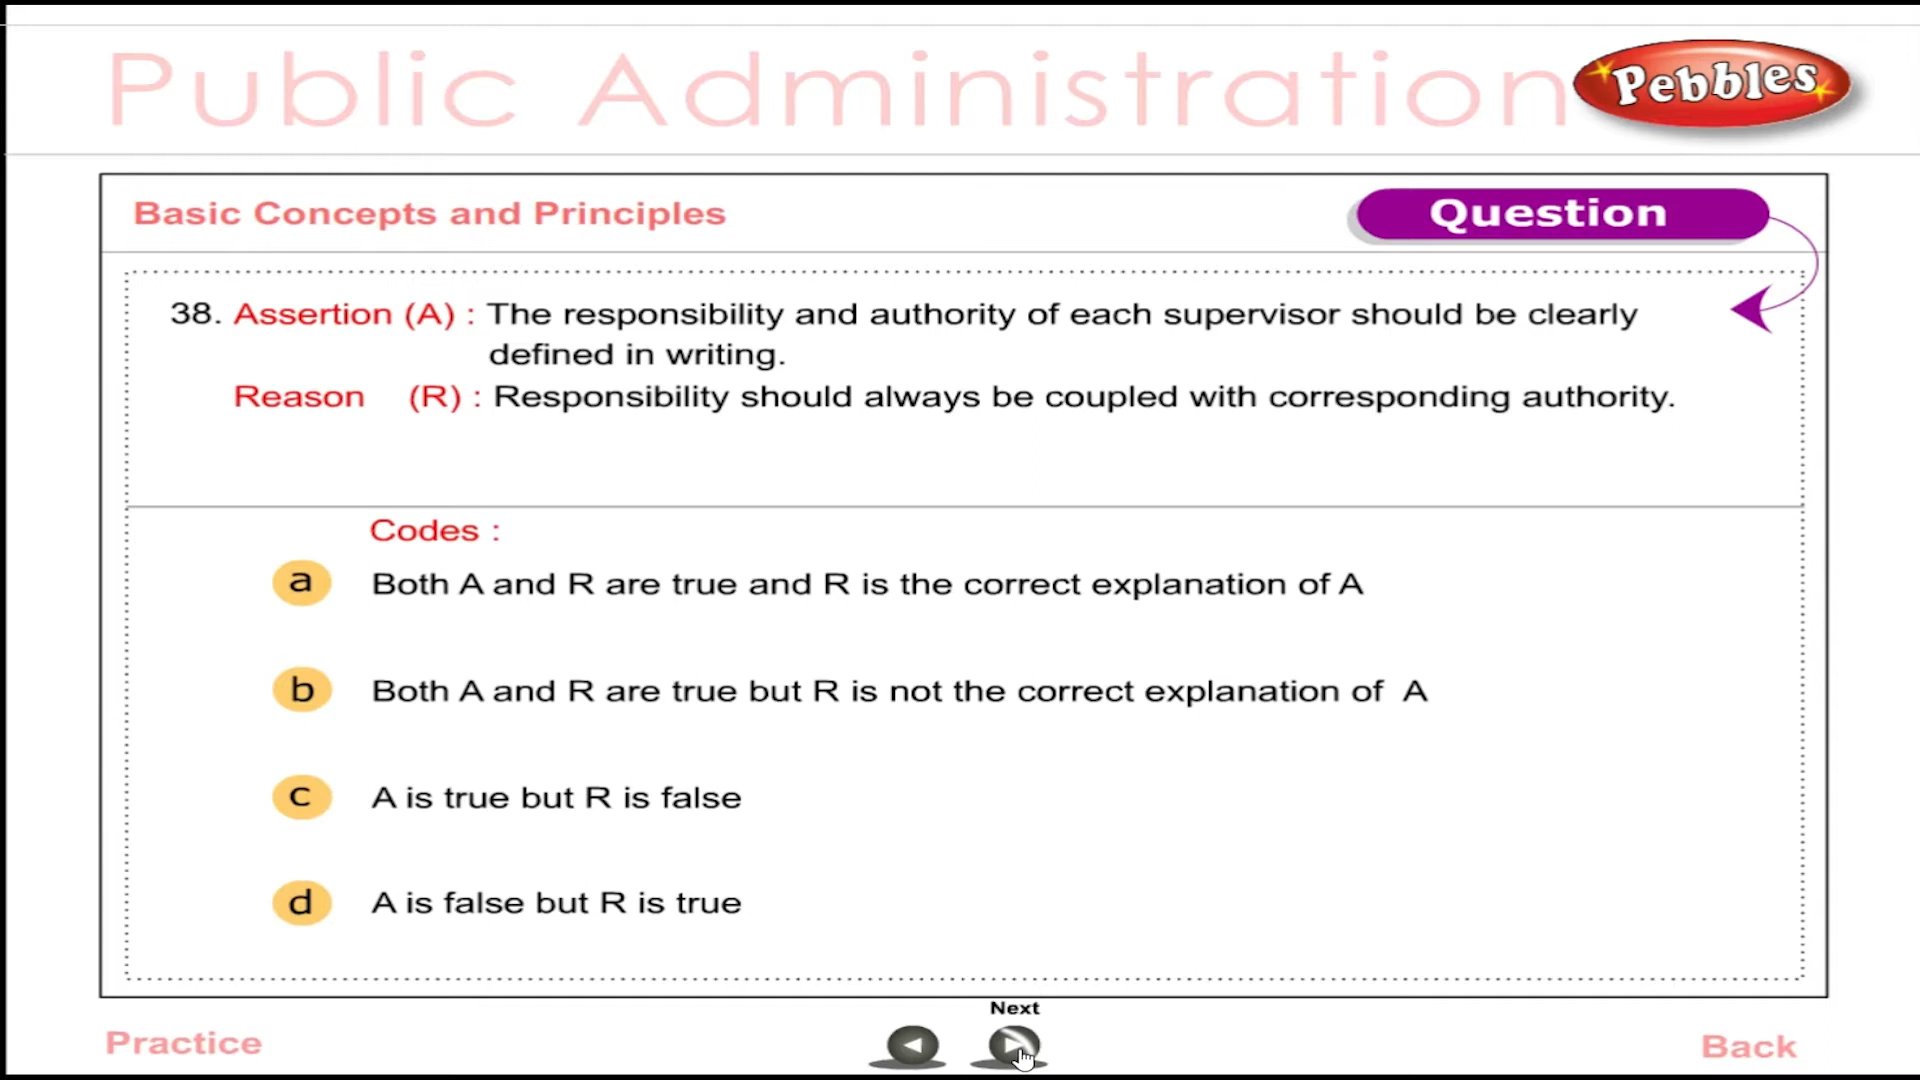 Public Administration
Pebbles
Basic Concepts and Principles
Question
38. Assertion (A) : The responsibility and authority of each supervisor should be clearly
defined in writing.
Reason (R) : Responsibility should always be coupled with corresponding authority.
Codes :
a Both A and R are true and R is the correct explanation of A
b Both A and R are true but R is not the correct explanation of A
c A is true but R is false
d A is false but R is true
Next
Practice
Back